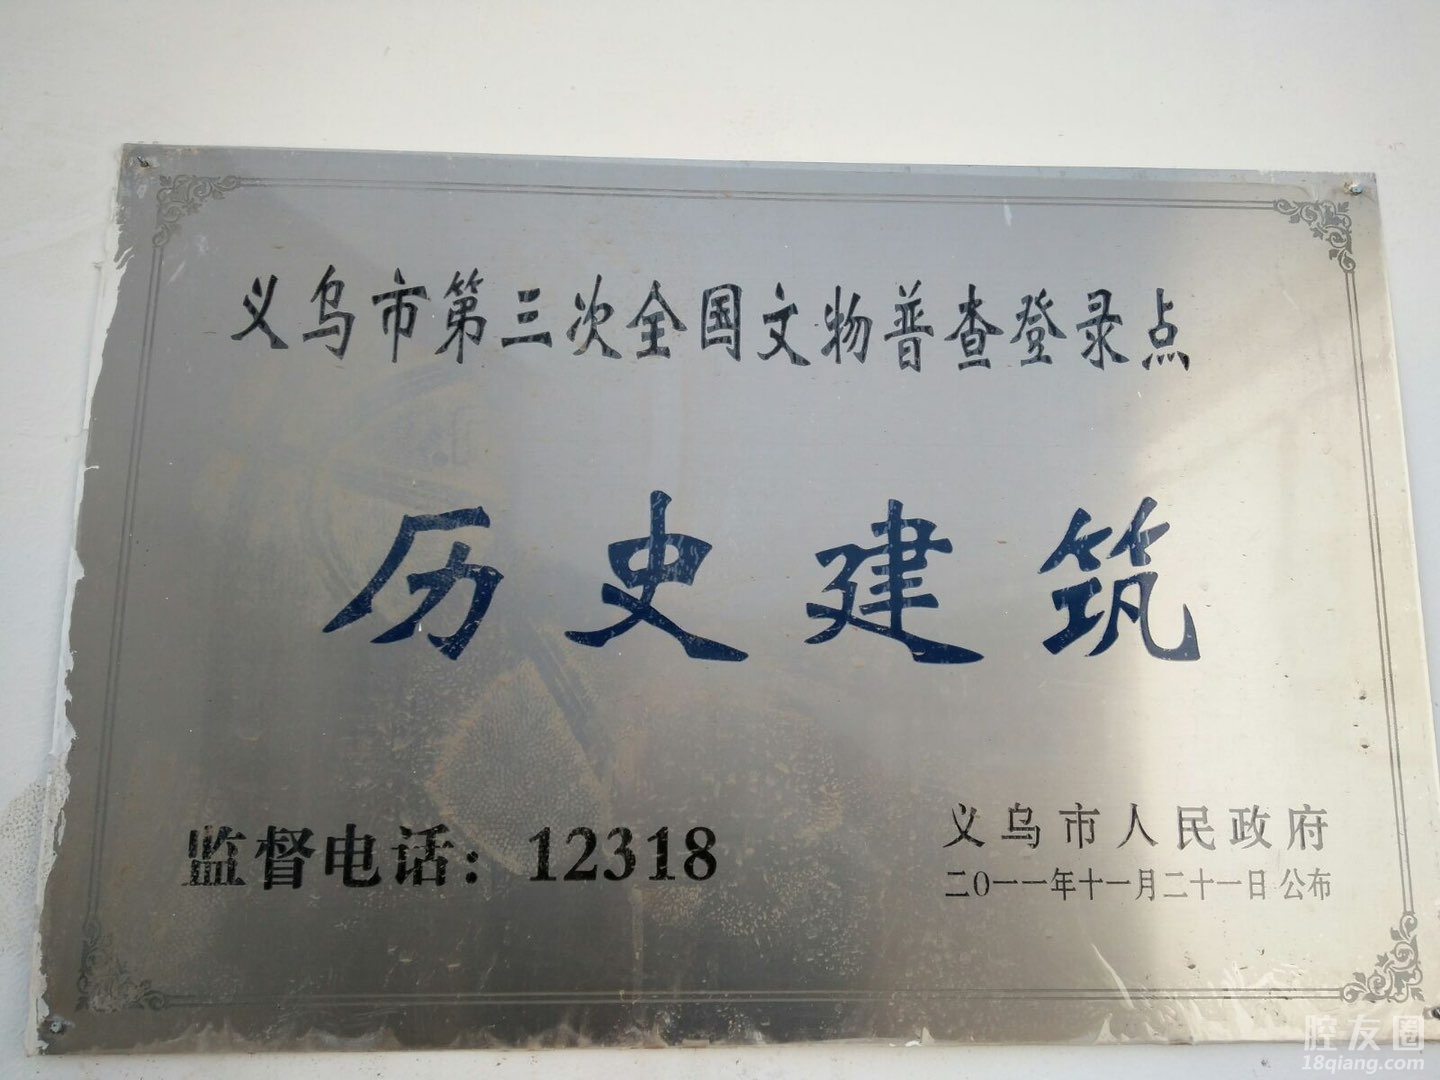 义乌市第三次全国文物普查登录点
历史建筑
监督电话：12318
义乌市人民政府
二〇一一年十一月二十一日公布
腔友圈
18qiang.com